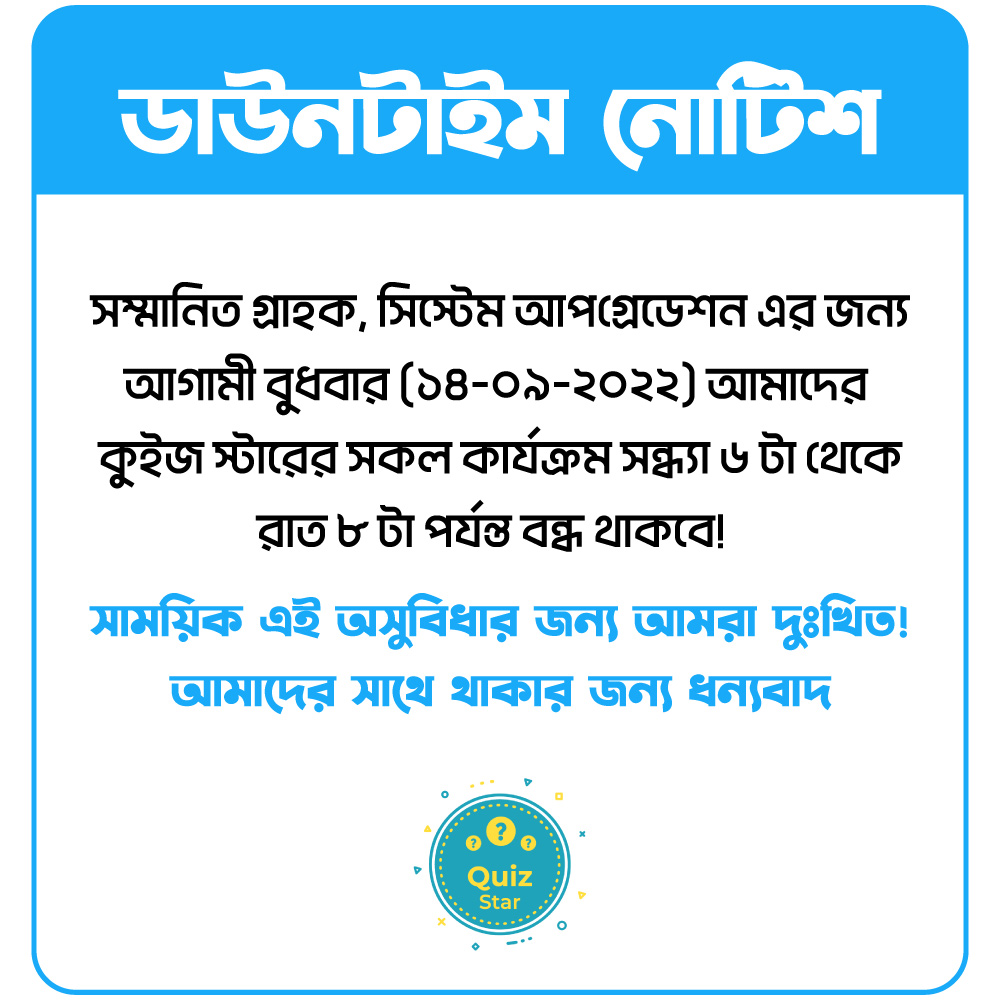 ডাউনটাইম নোটিশ
সম্মানিত গ্রাহক, সিস্টেম আপগ্রেডেশন এর জন্য
আগামী বুধবার (১৪-০৯-২০২২) আমাদের
কুইজ স্টারের সকল কার্যক্রম সন্ধ্যা ৬ টা থেকে
রাত ৮ টা পর্যন্ত বন্ধ থাকবে!
সাময়িক এই অসুবিধার জন্য আমরা দুঃখিত!
আমাদের সাথে থাকার জন্য ধন্যবাদ
? ? ?
Quiz
Star